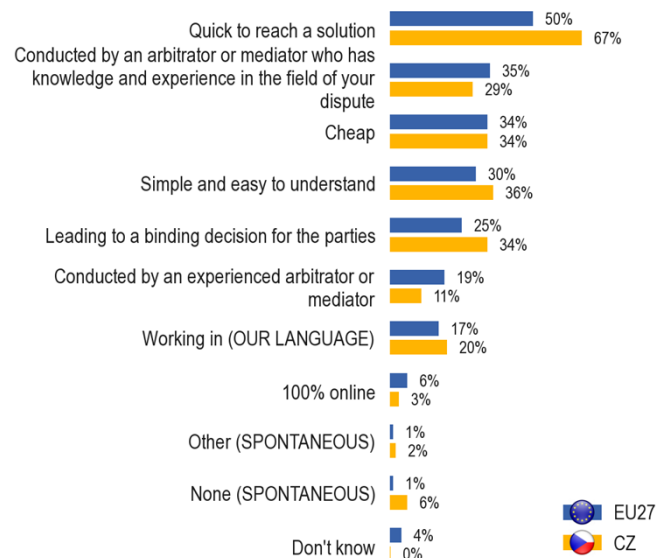 Quick to reach a solution
50%
67%
Conducted by an arbitrator or mediator who has
knowledge and experience in the field of your
dispute
35%
29%
Cheap
34%
34%
Simple and easy to understand
30%
36%
Leading to a binding decision for the parties
25%
34%
Conducted by an experienced arbitrator or
mediator
19%
11%
Working in (OUR LANGUAGE)
17%
20%
100% online
6%
3%
Other (SPONTANEOUS)
1%
2%
None (SPONTANEOUS)
1%
6%
Don't know
4%
0%
EU27
CZ